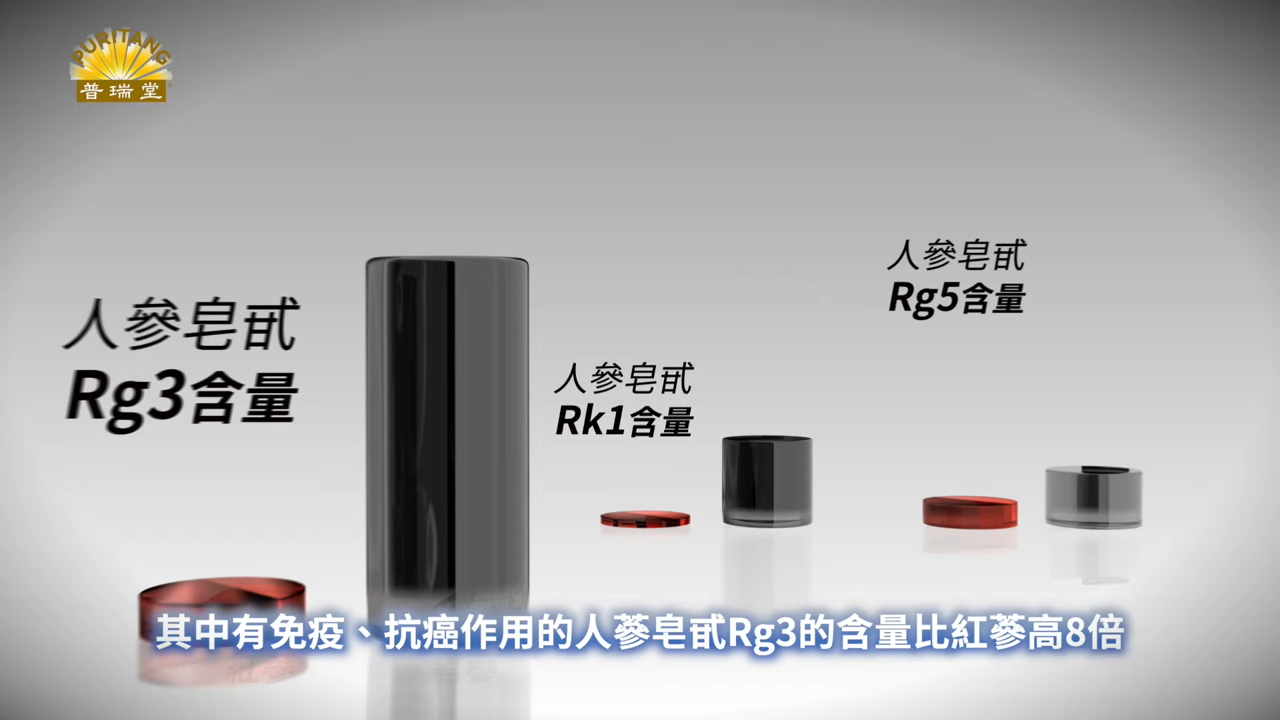 PURITANG
普瑞堂
人參皂甙
Rg3含量
人參皂甙
Rk1含量
人參皂甙
Rg5含量
其中有免疫、抗癌作用的人蔘皂甙Rg3的含量比紅蔘高8倍